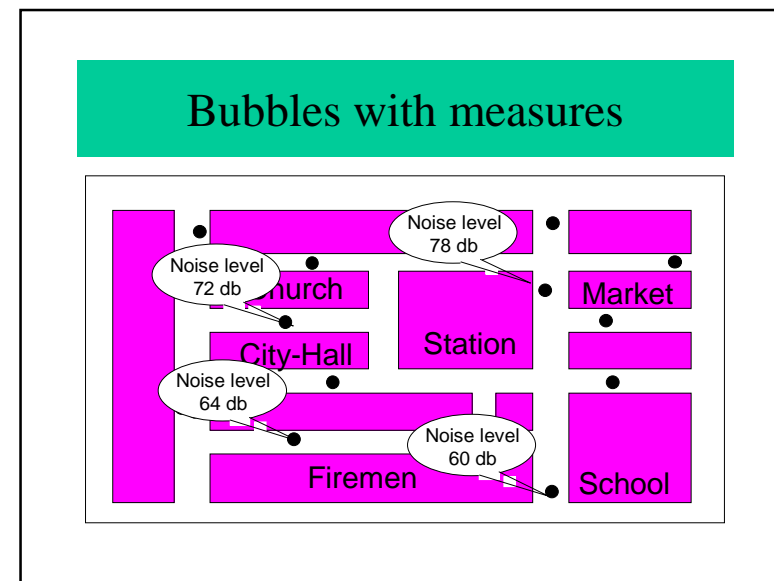 Bubbles with measures
Noise level
78 db
Noise level
72 db
hurch
Market
City-Hall
Station
Noise level
64 db
Noise level
60 db
Firemen
School